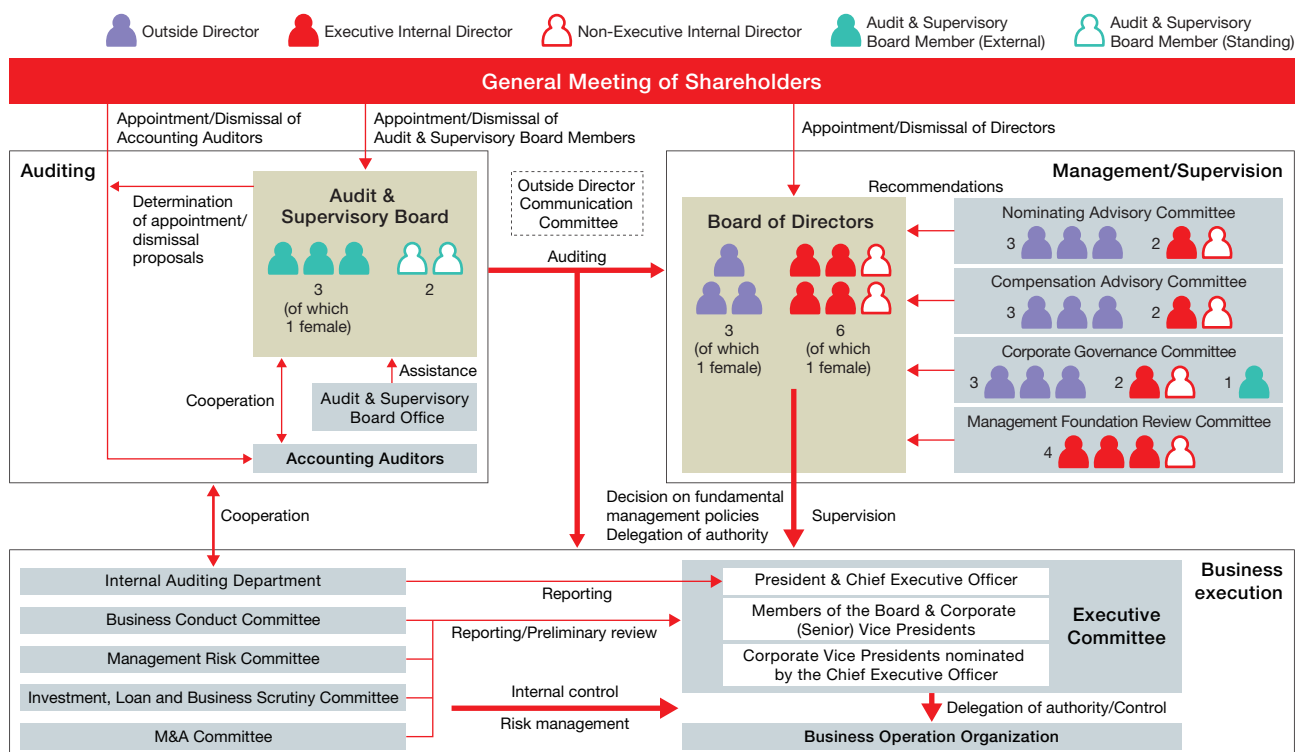 Outside Director
Executive Internal Director
Non-Executive Internal Director
Audit & Supervisory
Board Member (External)
Audit & Supervisory
Board Member (Standing)
General Meeting of Shareholders
Appointment/Dismissal of
Accounting Auditors
Appointment/Dismissal of
Audit & Supervisory Board Members
Appointment/Dismissal of Directors
Auditing
Determination
of appointment/
dismissal
proposals
Audit &
Supervisory Board
3
(of which
1 female)
2
Assistance
Cooperation
Audit & Supervisory
Board Office
Accounting Auditors
Outside Director
Communication
Committee
Auditing
Management/Supervision
Recommendations
Board of Directors
3
(of which
1 female)
6
(of which
1 female)
Nominating Advisory Committee
3
2
Compensation Advisory Committee
3
2
Corporate Governance Committee
3
2
1
Management Foundation Review Committee
4
Cooperation
Decision on fundamental
management policies
Delegation of authority
Supervision
Business
execution
Internal Auditing Department
Business Conduct Committee
Management Risk Committee
Investment, Loan and Business Scrutiny Committee
M&A Committee
Reporting
Reporting/Preliminary review
Internal control
Risk management
President & Chief Executive Officer
Members of the Board & Corporate
(Senior) Vice Presidents
Corporate Vice Presidents nominated
by the Chief Executive Officer
Executive
Committee
Delegation of authority/Control
Business Operation Organization